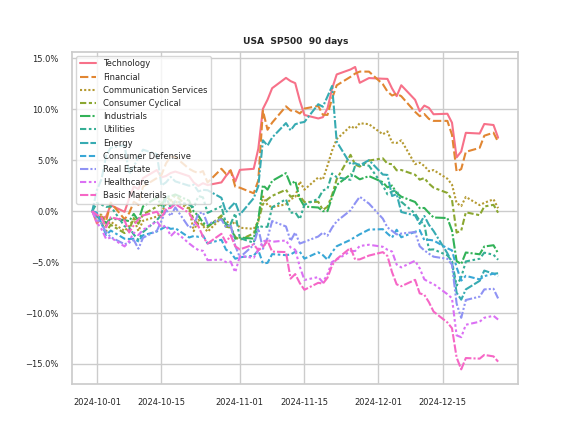 USA SP500 90 days
15.0%
10.0%
5.0%
0.0%
−5.0%
−10.0%
−15.0%
Technology
Financial
Communication Services
Consumer Cyclical
Industrials
Utilities
Energy
Consumer Defensive
Real Estate
Healthcare
Basic Materials
2024-10-01
2024-10-15
2024-11-01
2024-11-15
2024-12-01
2024-12-15